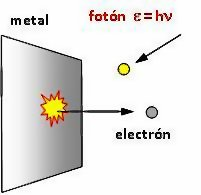 fotón ε=hν
metal
electrón